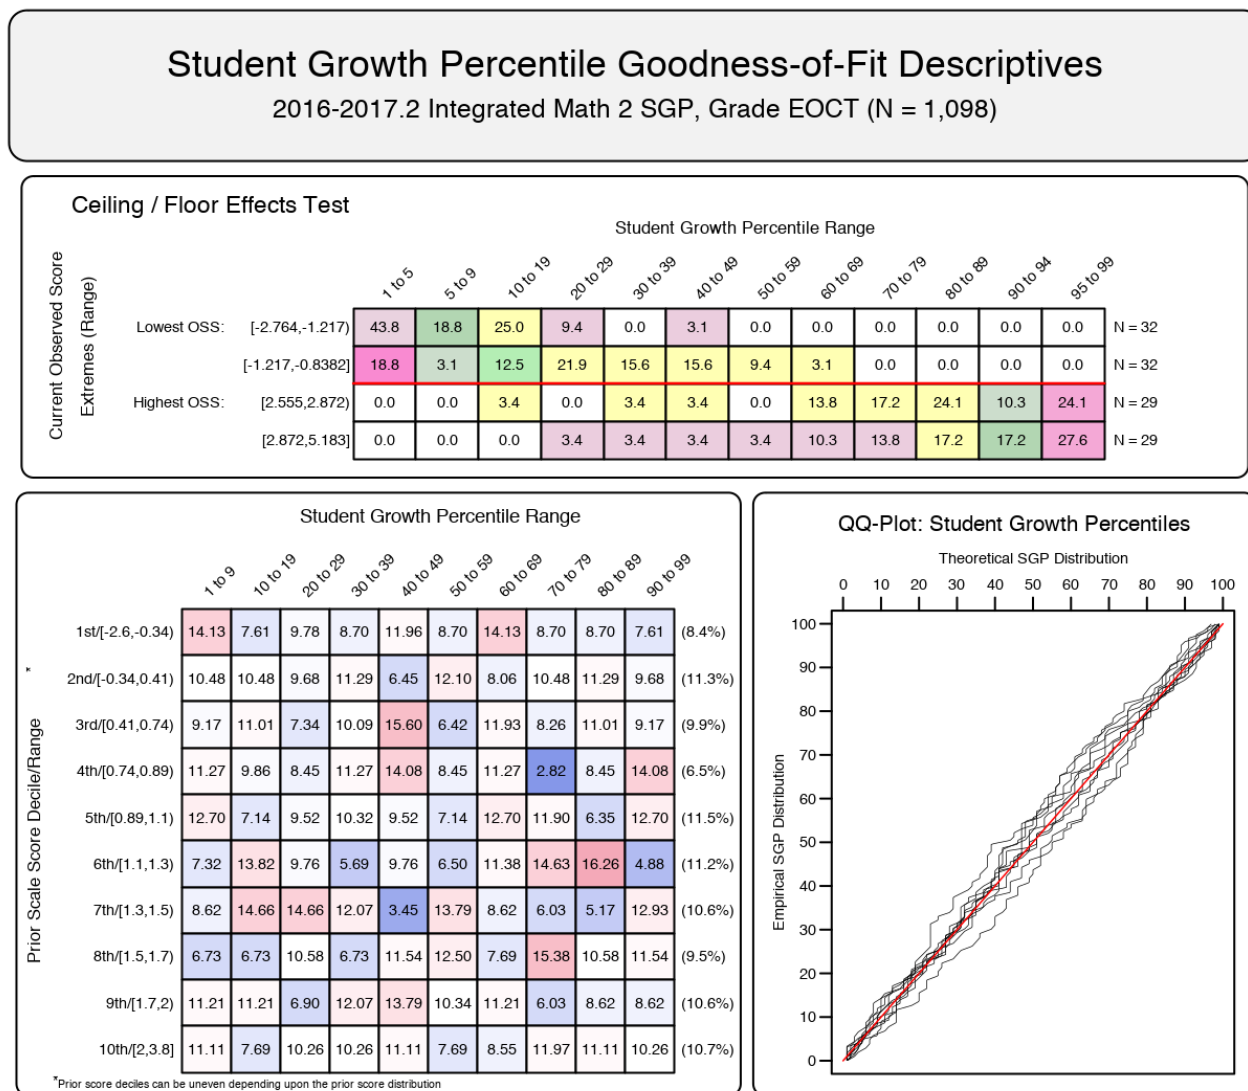 Student Growth Percentile Goodness-of-Fit Descriptives
2016-2017.2 Integrated Math 2 SGP, Grade EOCT (N = 1,098)
Ceiling / Floor Effects Test
Student Growth Percentile Range
Current Observed Score
Extremes (Range)
1 to 5 5 to 9 10 to 19 20 to 29 30 to 39 40 to 49 50 to 59 60 to 69 70 to 79 80 to 89 90 to 94 95 to 99
Lowest OSS: [-2.764,-1.217) 43.8 18.8 25.0 9.4 0.0 3.1 0.0 0.0 0.0 0.0 0.0 0.0 N = 32
[-1.217,-0.8382] 18.8 3.1 12.5 21.9 15.6 15.6 9.4 3.1 0.0 0.0 0.0 0.0 N = 32
Highest OSS: [2.555,2.872) 0.0 0.0 3.4 0.0 3.4 3.4 0.0 13.8 17.2 24.1 10.3 24.1 N = 29
[2.872,5.183] 0.0 0.0 0.0 3.4 3.4 3.4 3.4 10.3 13.8 17.2 17.2 27.6 N = 29
Student Growth Percentile Range
1 to 9 10 to 19 20 to 29 30 to 39 40 to 49 50 to 59 60 to 69 70 to 79 80 to 89 90 to 99
Prior Scale Score Decile/Range *
1st/[-2.6,-0.34) 14.13 7.61 9.78 8.70 11.96 8.70 14.13 8.70 8.70 7.61 (8.4%)
2nd/[-0.34,0.41) 10.48 10.48 9.68 11.29 6.45 12.10 8.06 10.48 11.29 9.68 (11.3%)
3rd/[0.41,0.74) 9.17 11.01 7.34 10.09 15.60 6.42 11.93 8.26 11.01 9.17 (9.9%)
4th/[0.74,0.89) 11.27 9.86 8.45 11.27 14.08 8.45 11.27 2.82 8.45 14.08 (6.5%)
5th/[0.89,1.1) 12.70 7.14 9.52 10.32 9.52 7.14 12.70 11.90 6.35 12.70 (11.5%)
6th/[1.1,1.3) 7.32 13.82 9.76 5.69 9.76 6.50 11.38 14.63 16.26 4.88 (11.2%)
7th/[1.3,1.5) 8.62 14.66 14.66 12.07 3.45 13.79 8.62 6.03 5.17 12.93 (10.6%)
8th/[1.5,1.7) 6.73 6.73 10.58 6.73 11.54 12.50 7.69 15.38 10.58 11.54 (9.5%)
9th/[1.7,2) 11.21 11.21 6.90 12.07 13.79 10.34 11.21 6.03 8.62 8.62 (10.6%)
10th/[2,3.8] 11.11 7.69 10.26 10.26 11.11 7.69 8.55 11.97 11.11 10.26 (10.7%)
*Prior score deciles can be uneven depending upon the prior score distribution
QQ-Plot: Student Growth Percentiles
Theoretical SGP Distribution
0 10 20 30 40 50 60 70 80 90 100
Empirical SGP Distribution
100
90
80
70
60
50
40
30
20
10
0